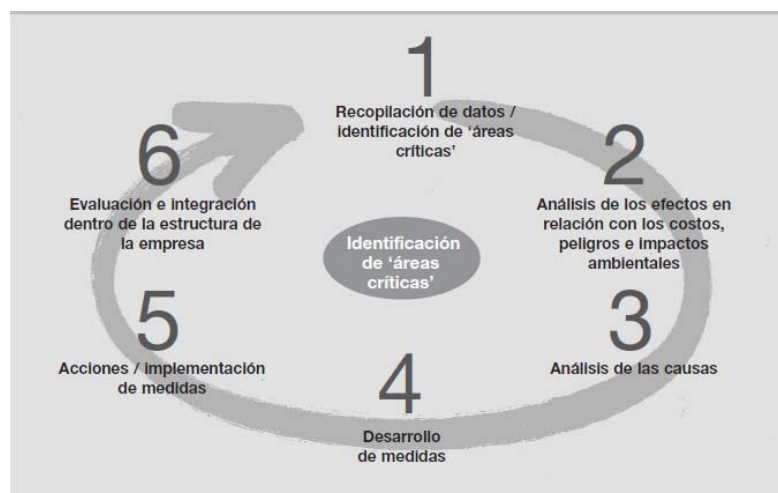 1
Recopilación de datos /
identificación de ‘áreas
críticas’
2
Análisis de los efectos en
relación con los costos,
peligros e impactos
ambientales
3
Análisis de las causas
4
Desarrollo
de medidas
5
Acciones / implementación
de medidas
6
Evaluación e integración
dentro de la estructura de
la empresa
Identificación
de ‘áreas
críticas’